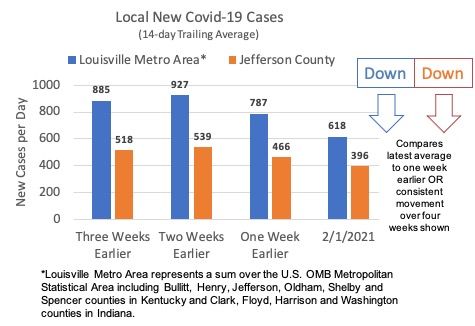 Local New Covid-19 Cases
(14-day Trailing Average)
Louisville Metro Area* Jefferson County
New Cases per Day
1000
800
600
400
200
0
885
518
927
539
787
466
618
396
Three Weeks
Earlier
Two Weeks
Earlier
One Week
Earlier
2/1/2021
Down Down
Compares
latest average
to one week
earlier OR
consistent
movement
over four
weeks shown
*Louisville Metro Area represents a sum over the U.S. OMB Metropolitan
Statistical Area including Bullitt, Henry, Jefferson, Oldham, Shelby and
Spencer counties in Kentucky and Clark, Floyd, Harrison and Washington
counties in Indiana.